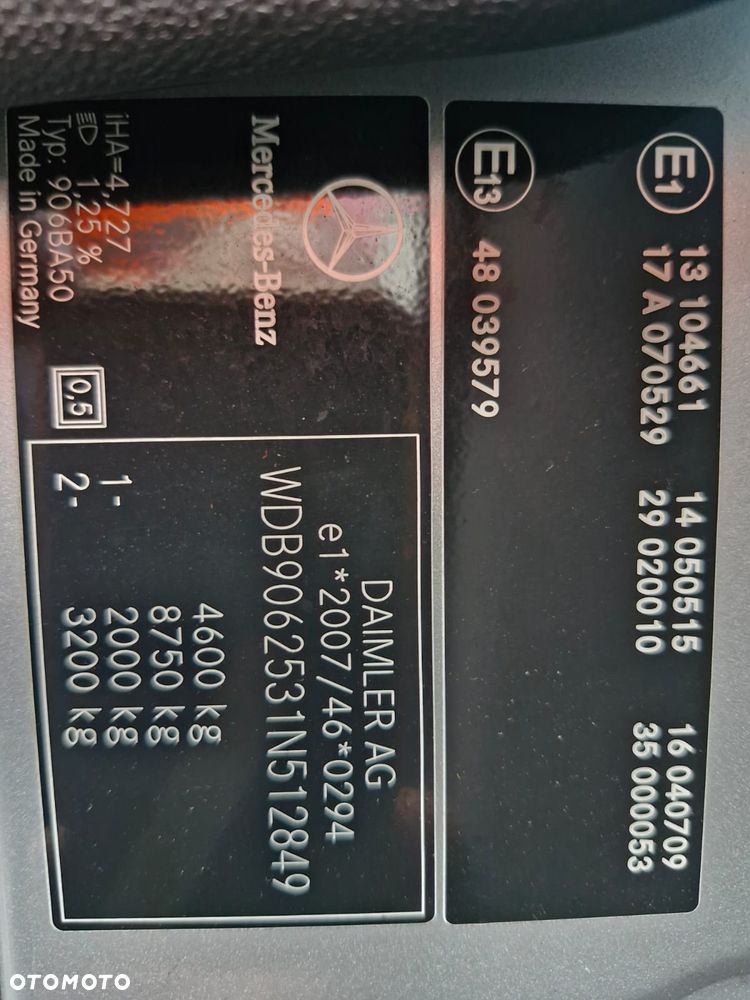 E1
13 104661 14 050515 16 040709
17 A 070529 29 020010 35 000053
E13
48 039579
Mercedes-Benz
DAIMLER AG
e1*2007/46*0294
WDB9062531N512849
4600 kg
8750 kg
1- 2000 kg
2- 3200 kg
iHA=4,727
1,25 %
Typ: 906BA50
Made in Germany
0,5
OTOMOTO